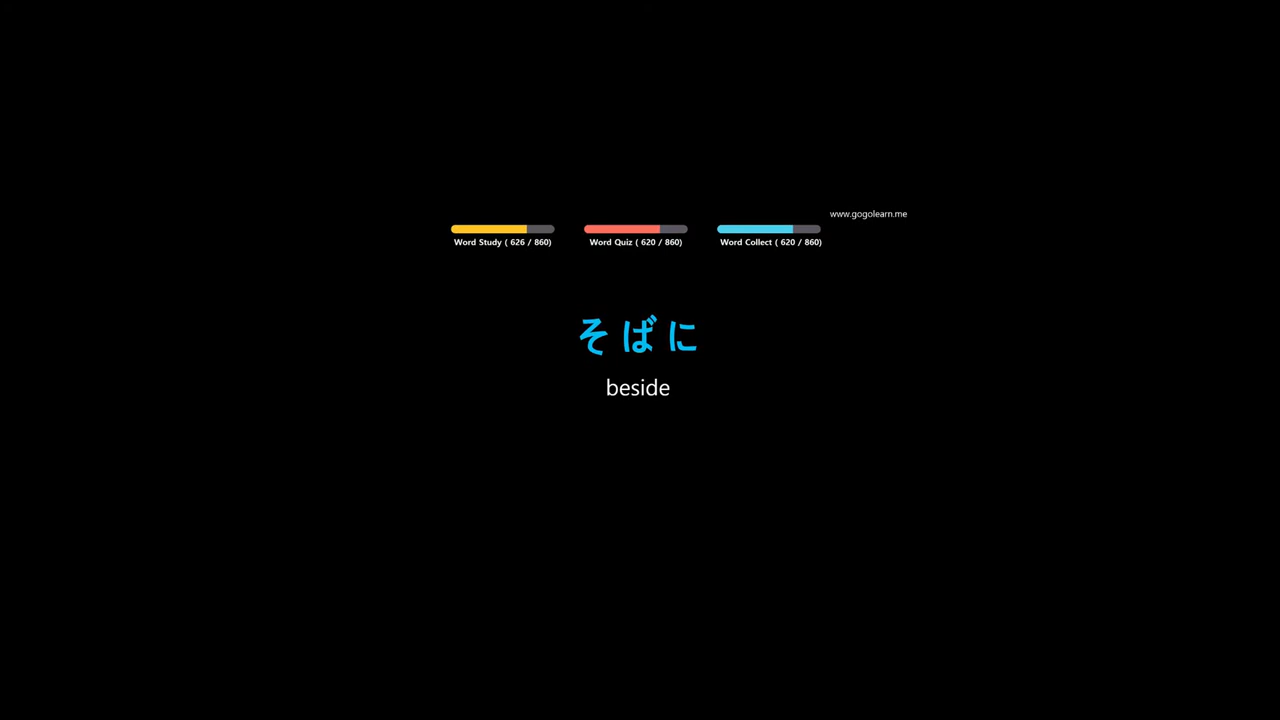 www.gogolearn.me
Word Study ( 626 / 860)
Word Quiz ( 620 / 860)
Word Collect ( 620 / 860)
そばに
beside